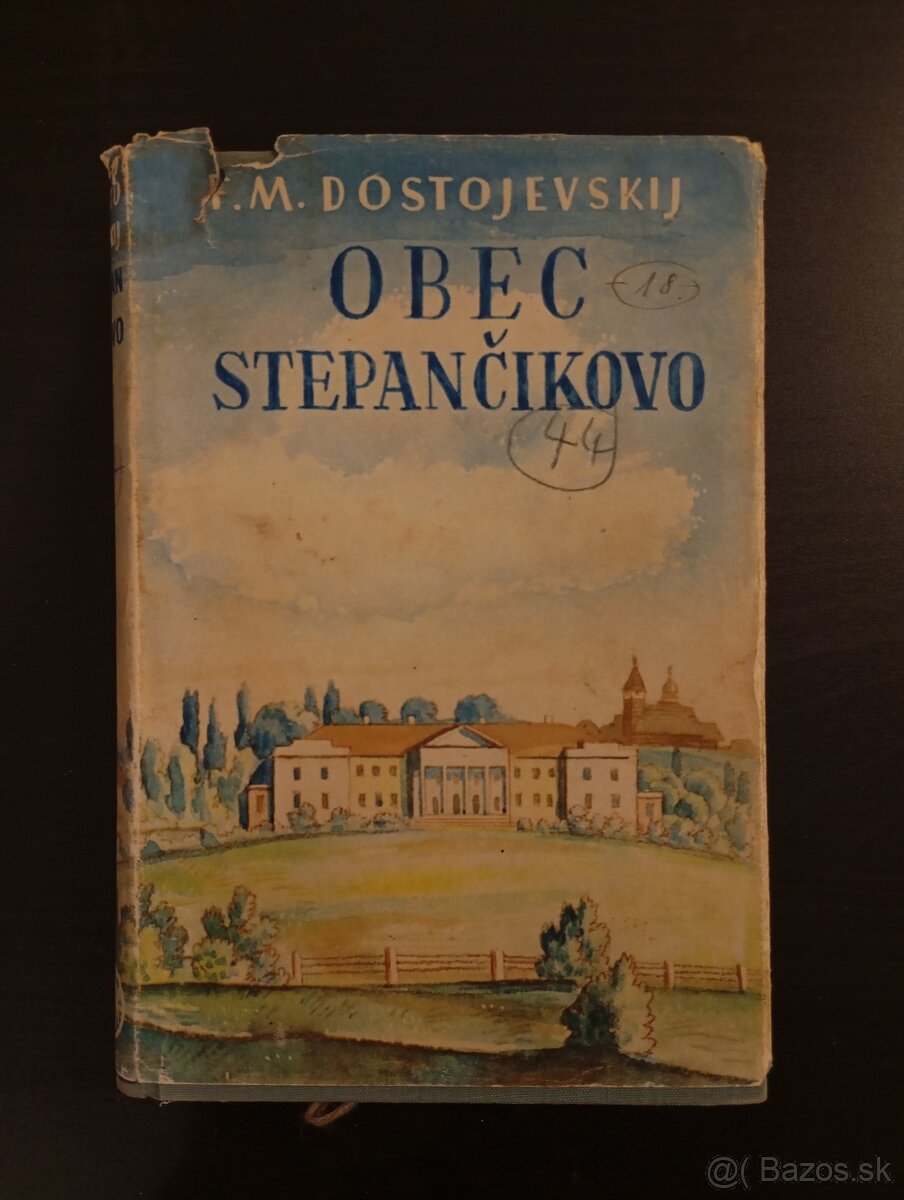 F. M. DOSTOJEVSKIJ
OBEC
-18.-
STEPANČIKOVO
44
@( Bazos.sk